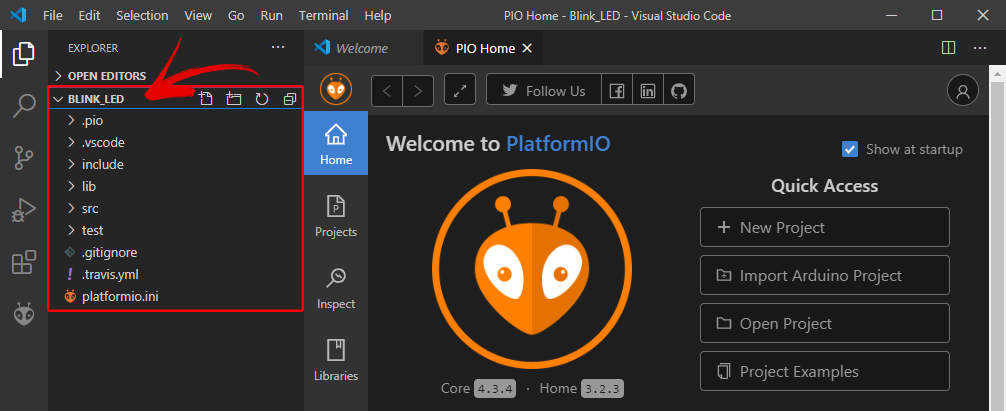 File Edit Selection View Go Run Terminal Help PIO Home - Blink_LED - Visual Studio Code
EXPLORER
Welcome
PIO Home
OPEN EDITORS
BLINK_LED
.pio
.vscode
include
lib
src
test
.gitignore
! .travis.yml
platformio.ini
Follow Us
Home
Projects
Inspect
Libraries
Welcome to PlatformIO
Show at startup
Core 4.3.4 · Home 3.2.3
Quick Access
New Project
Import Arduino Project
Open Project
Project Examples